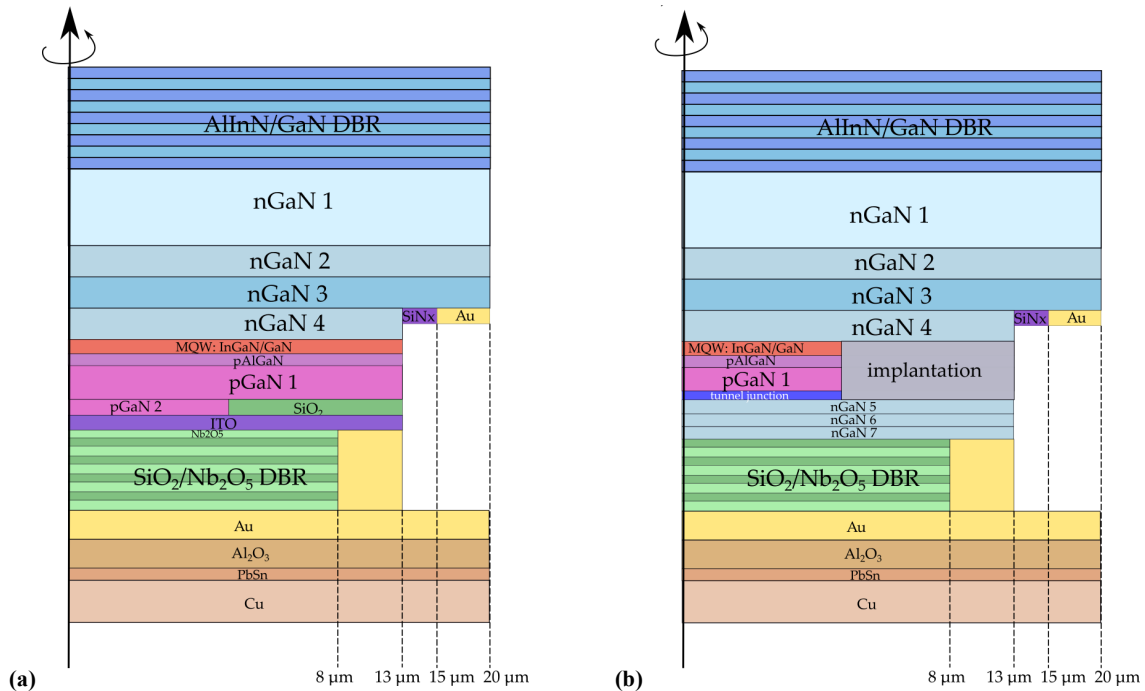 AlInN/GaN DBR
nGaN 1
nGaN 2
nGaN 3
nGaN 4
SiNx
Au
MQW: InGaN/GaN
pAlGaN
pGaN 1
pGaN 2
SiO₂
ITO
Nb2O5
SiO₂/Nb₂O₅ DBR
Au
Al₂O₃
PbSn
Cu
8 μm
13 μm
15 μm
20 μm
(a)
AlInN/GaN DBR
nGaN 1
nGaN 2
nGaN 3
nGaN 4
SiNx
Au
MQW: InGaN/GaN
pAlGaN
pGaN 1
implantation
tunnel junction
nGaN 5
nGaN 6
nGaN 7
SiO₂/Nb₂O₅ DBR
Au
Al₂O₃
PbSn
Cu
8 μm
13 μm
15 μm
20 μm
(b)